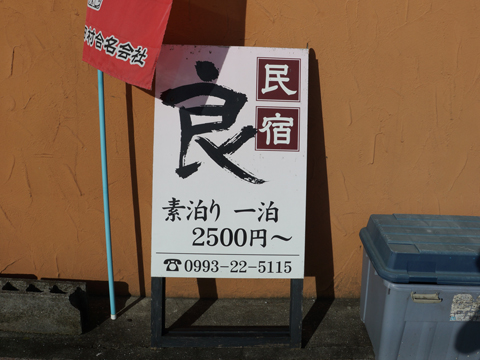 村合名会社
民宿
良
素泊り 一泊
2500円～
☎0993-22-5115